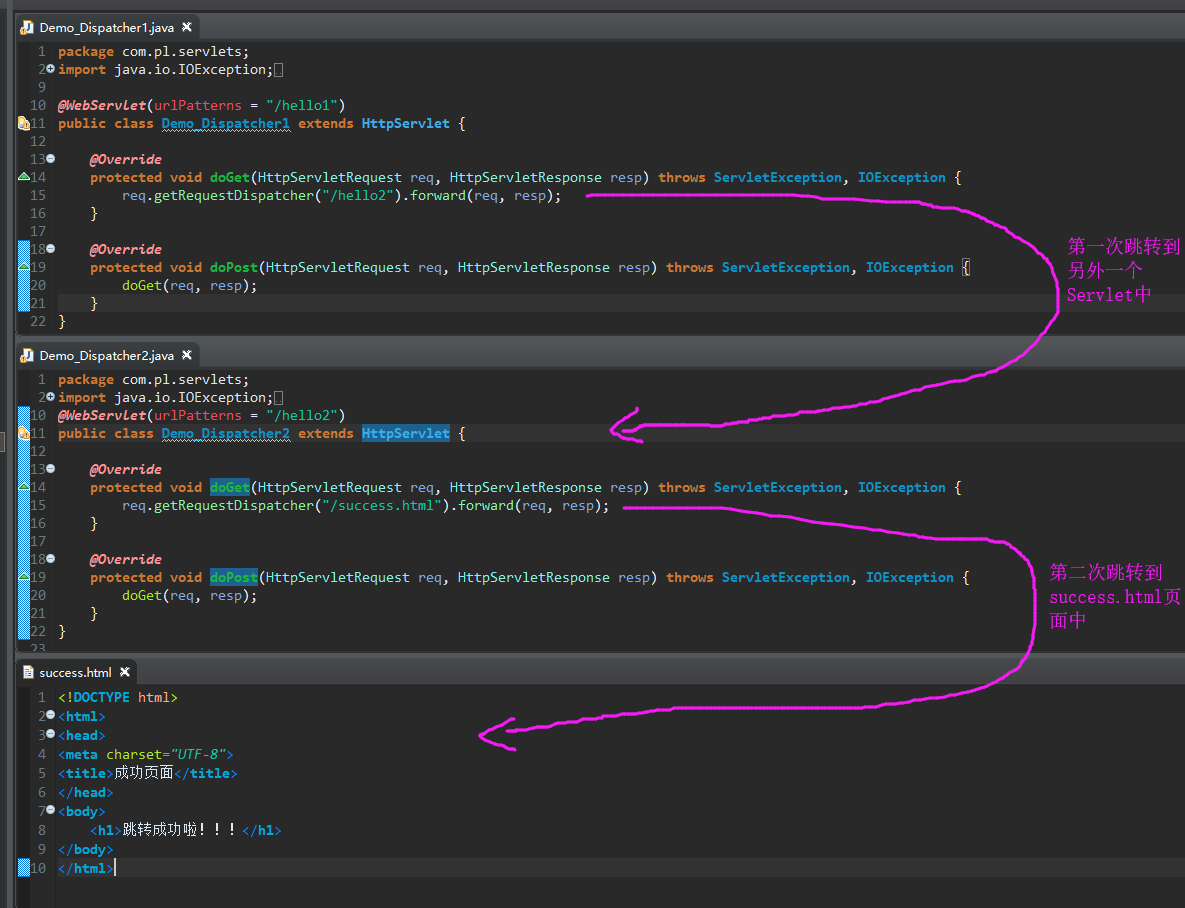 Demo_Dispatcher1.java
1 package com.pl.servlets;
2 import java.io.IOException;
9
10 @WebServlet(urlPatterns = "/hello1")
11 public class Demo_Dispatcher1 extends HttpServlet {
12
13 @Override
14 protected void doGet(HttpServletRequest req, HttpServletResponse resp) throws ServletException, IOException {
15 req.getRequestDispatcher("/hello2").forward(req, resp);
16 }
17
18 @Override
19 protected void doPost(HttpServletRequest req, HttpServletResponse resp) throws ServletException, IOException {
20 doGet(req, resp);
21 }
22 }
第一次跳转到
另外一个
Servlet中
Demo_Dispatcher2.java
1 package com.pl.servlets;
2 import java.io.IOException;
10 @WebServlet(urlPatterns = "/hello2")
11 public class Demo_Dispatcher2 extends HttpServlet {
12
13 @Override
14 protected void doGet(HttpServletRequest req, HttpServletResponse resp) throws ServletException, IOException {
15 req.getRequestDispatcher("/success.html").forward(req, resp);
16 }
17
18 @Override
19 protected void doPost(HttpServletRequest req, HttpServletResponse resp) throws ServletException, IOException {
20 doGet(req, resp);
21 }
22 }
23
第二次跳转到
success.html页
面中
success.html
1 <!DOCTYPE html>
2 <html>
3 <head>
4 <meta charset="UTF-8">
5 <title>成功页面</title>
6 </head>
7 <body>
8 <h1>跳转成功啦！！！</h1>
9 </body>
10 </html>